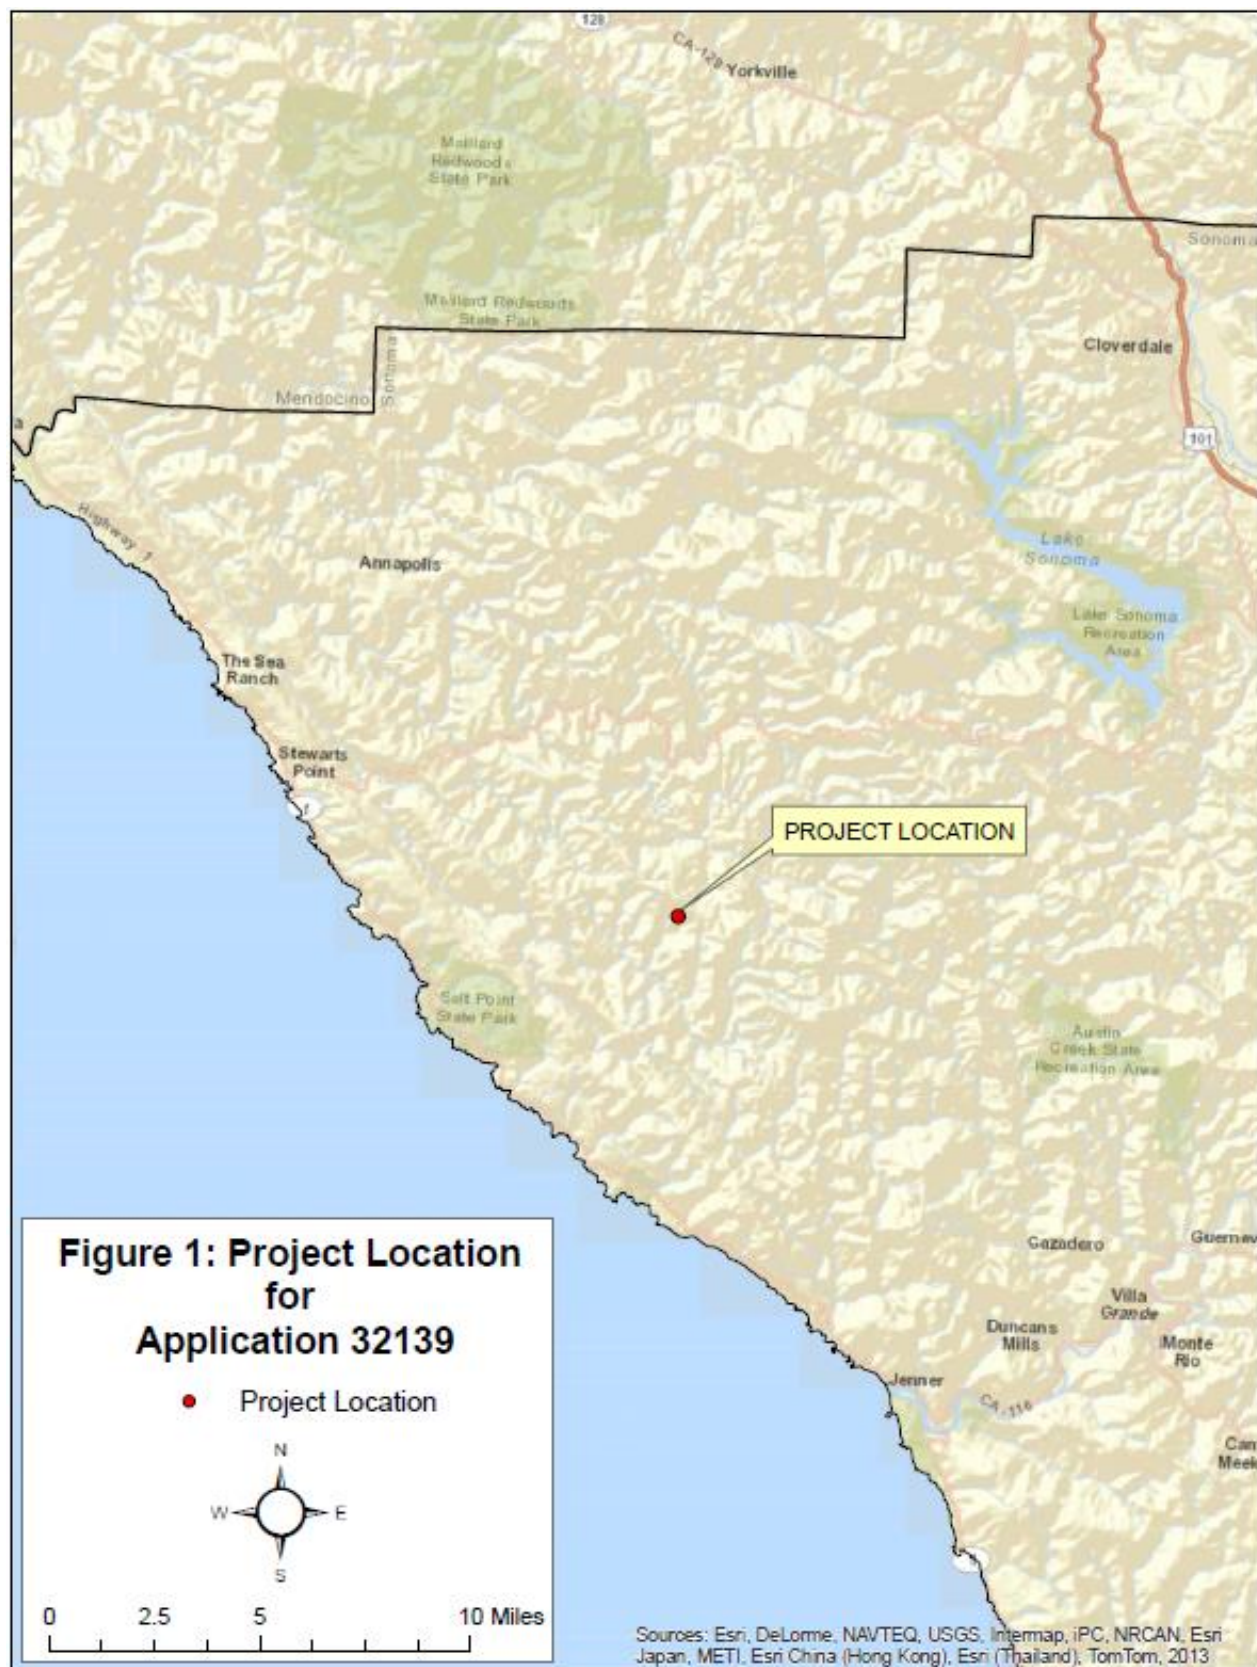 128
CA-128
Yorkville
Mailliard
Redwoods
State Park
Sonoma
Mailliard Redwoods
State Park
Cloverdale
Sonoma
Mendocino
a
101
Highway 1
Lake
Sonoma
Annapolis
Lake Sonoma
Recreation
Area
The Sea
Ranch
Stewarts
Point
1
PROJECT LOCATION
Salt Point
State Park
Austin
Creek State
Recreation Area
Guernev
Cazadero
Villa
Grande
Duncans
Mills
Monte
Rio
Jenner
CA-116
Can
Meek
Figure 1: Project Location
for
Application 32139
Project Location
N
W E
S
0 2.5 5 10 Miles
Sources: Esri, DeLorme, NAVTEQ, USGS, Intermap, iPC, NRCAN, Esri
Japan, METI, Esri China (Hong Kong), Esri (Thailand), TomTom, 2013